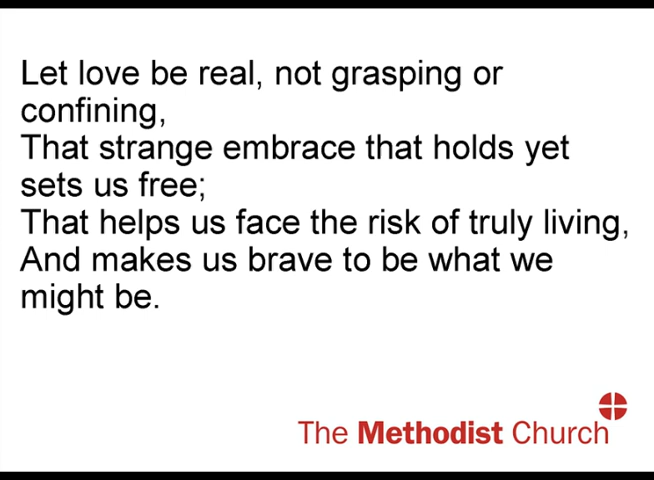 Let love be real, not grasping or
confining,
That strange embrace that holds yet
sets us free;
That helps us face the risk of truly living,
And makes us brave to be what we
might be.
The Methodist Church